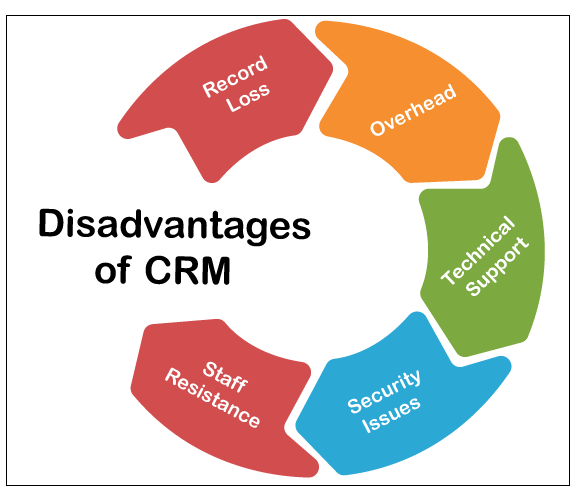 Record
Loss
Overhead
Technical
Support
Security
Issues
Staff
Resistance
Disadvantages
of CRM